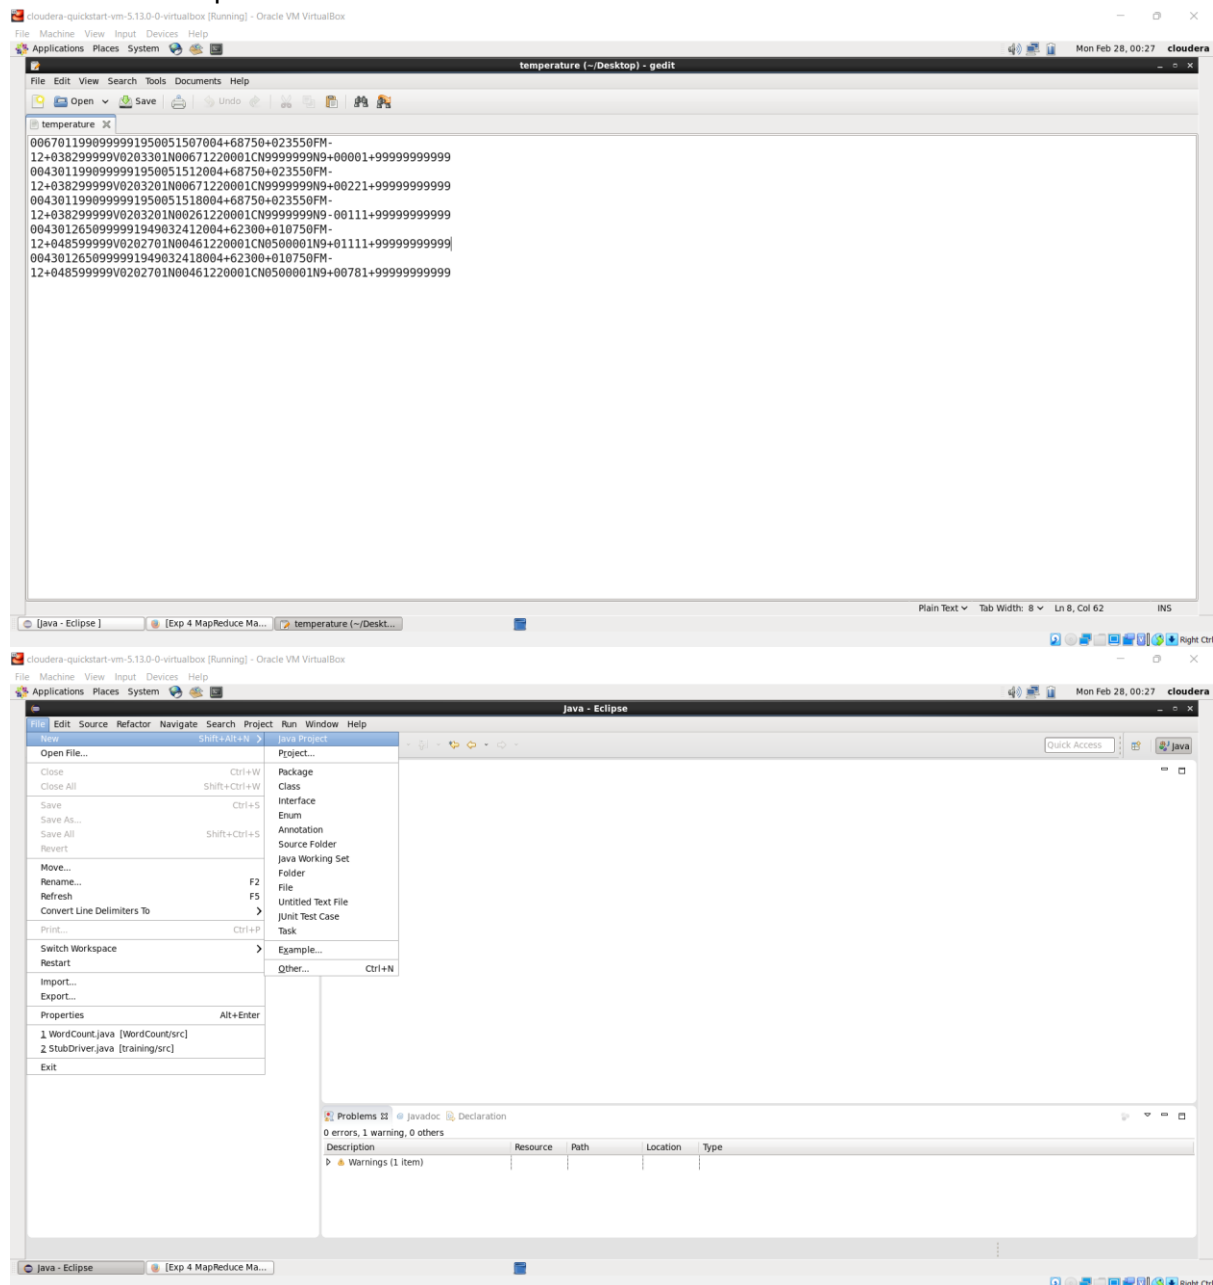 cloudera-quickstart-vm-5.13.0-0-virtualbox [Running] - Oracle VM VirtualBox
File Machine View Input Devices Help
Applications Places System Mon Feb 28, 00:27 cloudera
temperature (~/Desktop) - gedit
File Edit View Search Tools Documents Help
Open Save Undo
temperature
0067011990999991950051507004+68750+023550FM-
12+038299999V0203301N00671220001CN9999999N9+00001+99999999999
0043011990999991950051512004+68750+023550FM-
12+038299999V0203201N00671220001CN9999999N9+00221+99999999999
0043011990999991950051518004+68750+023550FM-
12+038299999V0203201N00261220001CN9999999N9-00111+99999999999
0043012650999991949032412004+62300+010750FM-
12+048599999V0202701N00461220001CN0500001N9+01111+99999999999
0043012650999991949032418004+62300+010750FM-
12+048599999V0202701N00461220001CN0500001N9+00781+99999999999
Plain Text Tab Width: 8 Ln 8, Col 62 INS
[Java - Eclipse ] [Exp 4 MapReduce Ma... temperature (~/Deskt...
Right Ctrl
cloudera-quickstart-vm-5.13.0-0-virtualbox [Running] - Oracle VM VirtualBox
File Machine View Input Devices Help
Applications Places System Mon Feb 28, 00:27 cloudera
Java - Eclipse
File Edit Source Refactor Navigate Search Project Run Window Help
New Shift+Alt+N Java Project
Quick Access Java
Open File... Project...
Close Ctrl+W Package
Close All Shift+Ctrl+W Class
Interface
Save Ctrl+S
Enum
Save As...
Annotation
Save All Shift+Ctrl+S
Source Folder
Revert
Java Working Set
Move...
Folder
Rename... F2
File
Refresh F5
Untitled Text File
Convert Line Delimiters To
JUnit Test Case
Print... Ctrl+P Task
Switch Workspace Example...
Restart
Other... Ctrl+N
Import...
Export...
Properties Alt+Enter
1 WordCount.java [WordCount/src]
2 StubDriver.java [training/src]
Exit
Problems Javadoc Declaration
0 errors, 1 warning, 0 others
Description Resource Path Location Type
Warnings (1 item)
Java - Eclipse [Exp 4 MapReduce Ma...
Right Ctrl